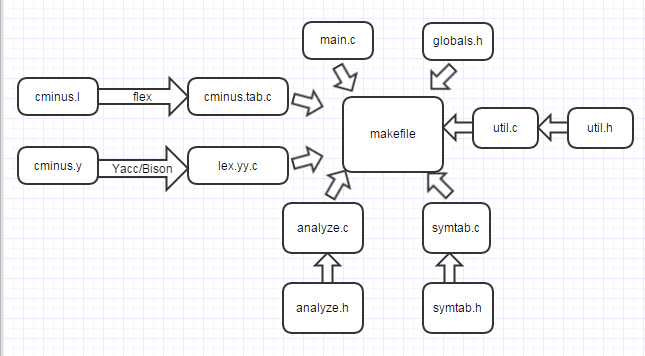 main.c
globals.h
cminus.l
flex
cminus.tab.c
makefile
util.c
util.h
cminus.y
Yacc/Bison
lex.yy.c
analyze.c
symtab.c
analyze.h
symtab.h